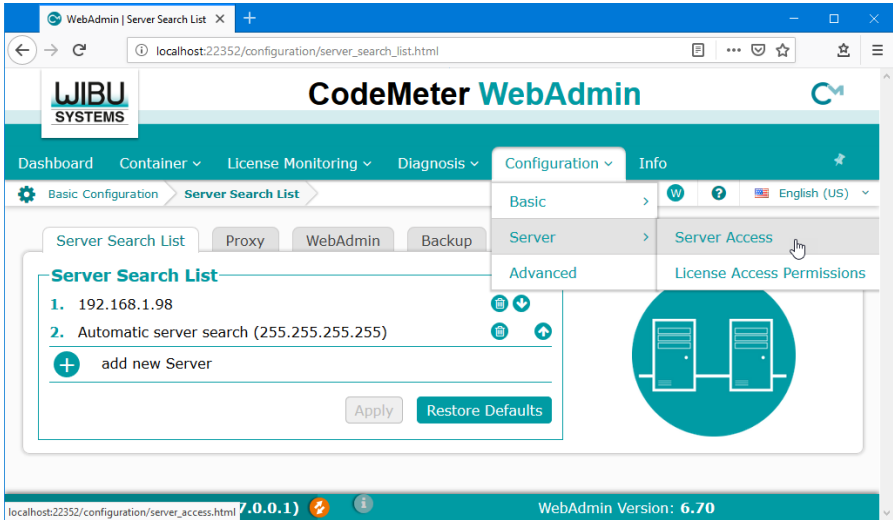 WebAdmin | Server Search List
localhost:22352/configuration/server_search_list.html
WIBU
SYSTEMS
CodeMeter WebAdmin
Dashboard Container License Monitoring Diagnosis Configuration Info
Basic Configuration Server Search List W ? English (US)
Basic
Server Search List Proxy WebAdmin Backup Server Server Access
Server Search List Advanced License Access Permissions
1. 192.168.1.98
2. Automatic server search (255.255.255.255)
add new Server
Apply Restore Defaults
localhost:22352/configuration/server_access.html 7.0.0.1) WebAdmin Version: 6.70